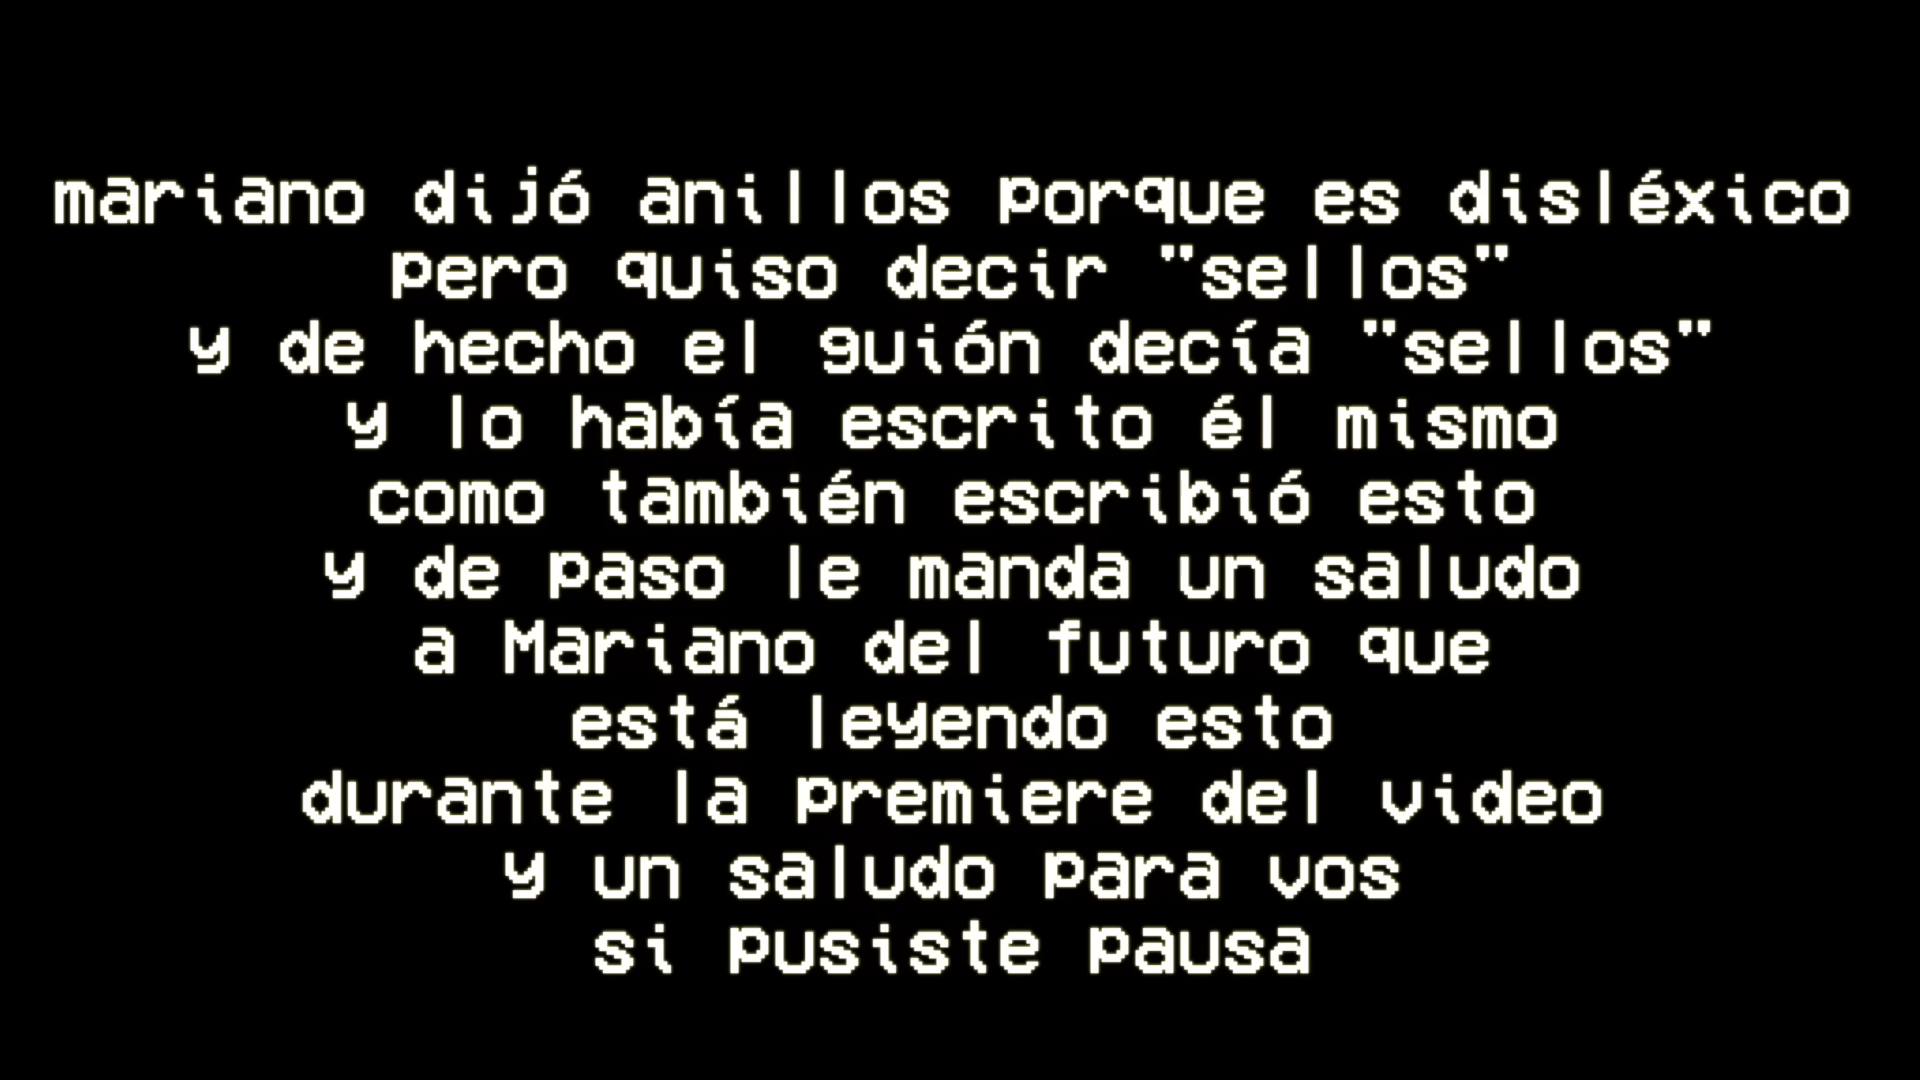 mariano dijó anillos porque es disléxico
pero quiso decir "sellos"
y de hecho el guión decía "sellos"
y lo había escrito él mismo
como también escribió esto
y de paso le manda un saludo
a Mariano del futuro que
está leyendo esto
durante la premiere del video
y un saludo para vos
si pusiste pausa